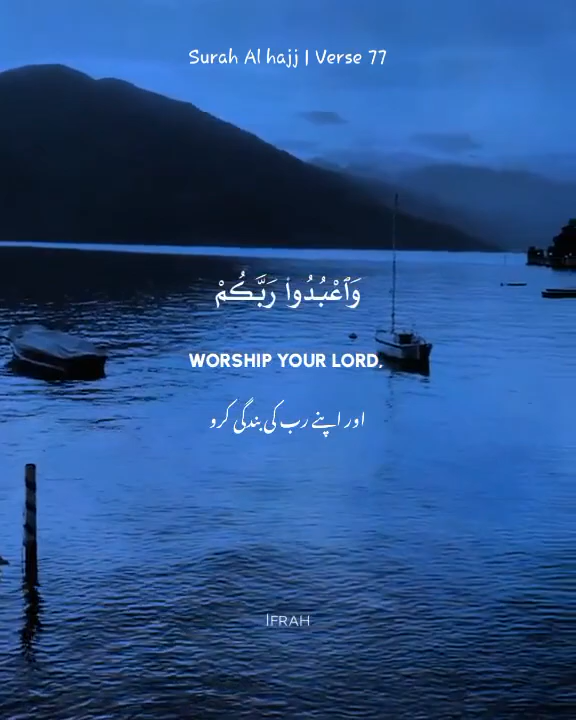 Surah Al hajj | Verse 77
وَٱعْبُدُوا۟ رَبَّكُمْ
WORSHIP YOUR LORD,
اور اپنے رب کی بندگی کرو
IFRAH